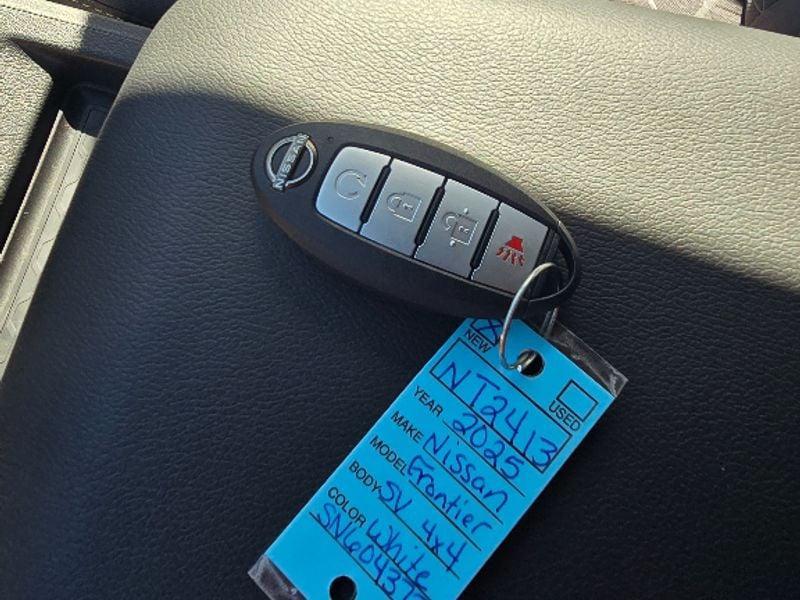 NISSAN
NEW
USED
NT2413
YEAR 2025
MAKE Nissan
MODEL Frontier
BODY SV 4x4
COLOR White